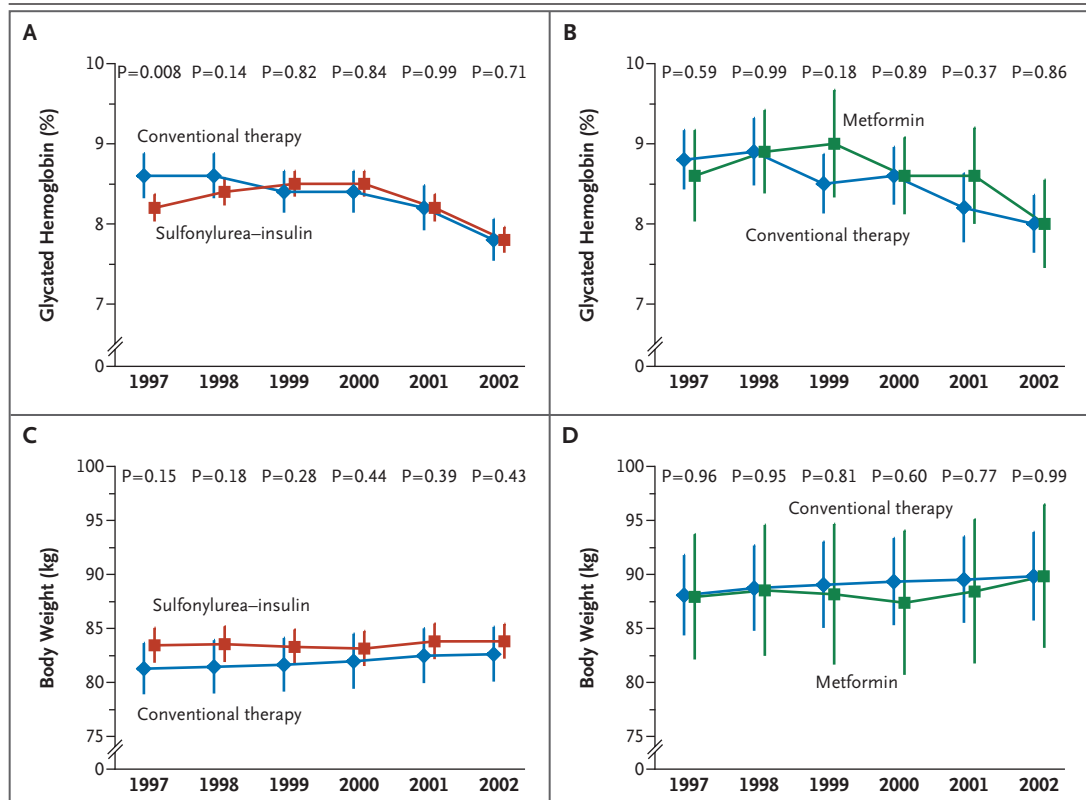 A
P=0.008 P=0.14 P=0.82 P=0.84 P=0.99 P=0.71
Glycated Hemoglobin (%)
10
9
8
7
0
Conventional therapy
Sulfonylurea–insulin
1997 1998 1999 2000 2001 2002
B
P=0.59 P=0.99 P=0.18 P=0.89 P=0.37 P=0.86
Glycated Hemoglobin (%)
10
9
8
7
0
Metformin
Conventional therapy
1997 1998 1999 2000 2001 2002
C
P=0.15 P=0.18 P=0.28 P=0.44 P=0.39 P=0.43
Body Weight (kg)
100
95
90
85
80
75
0
Sulfonylurea–insulin
Conventional therapy
1997 1998 1999 2000 2001 2002
D
P=0.96 P=0.95 P=0.81 P=0.60 P=0.77 P=0.99
Body Weight (kg)
100
95
90
85
80
75
0
Conventional therapy
Metformin
1997 1998 1999 2000 2001 2002